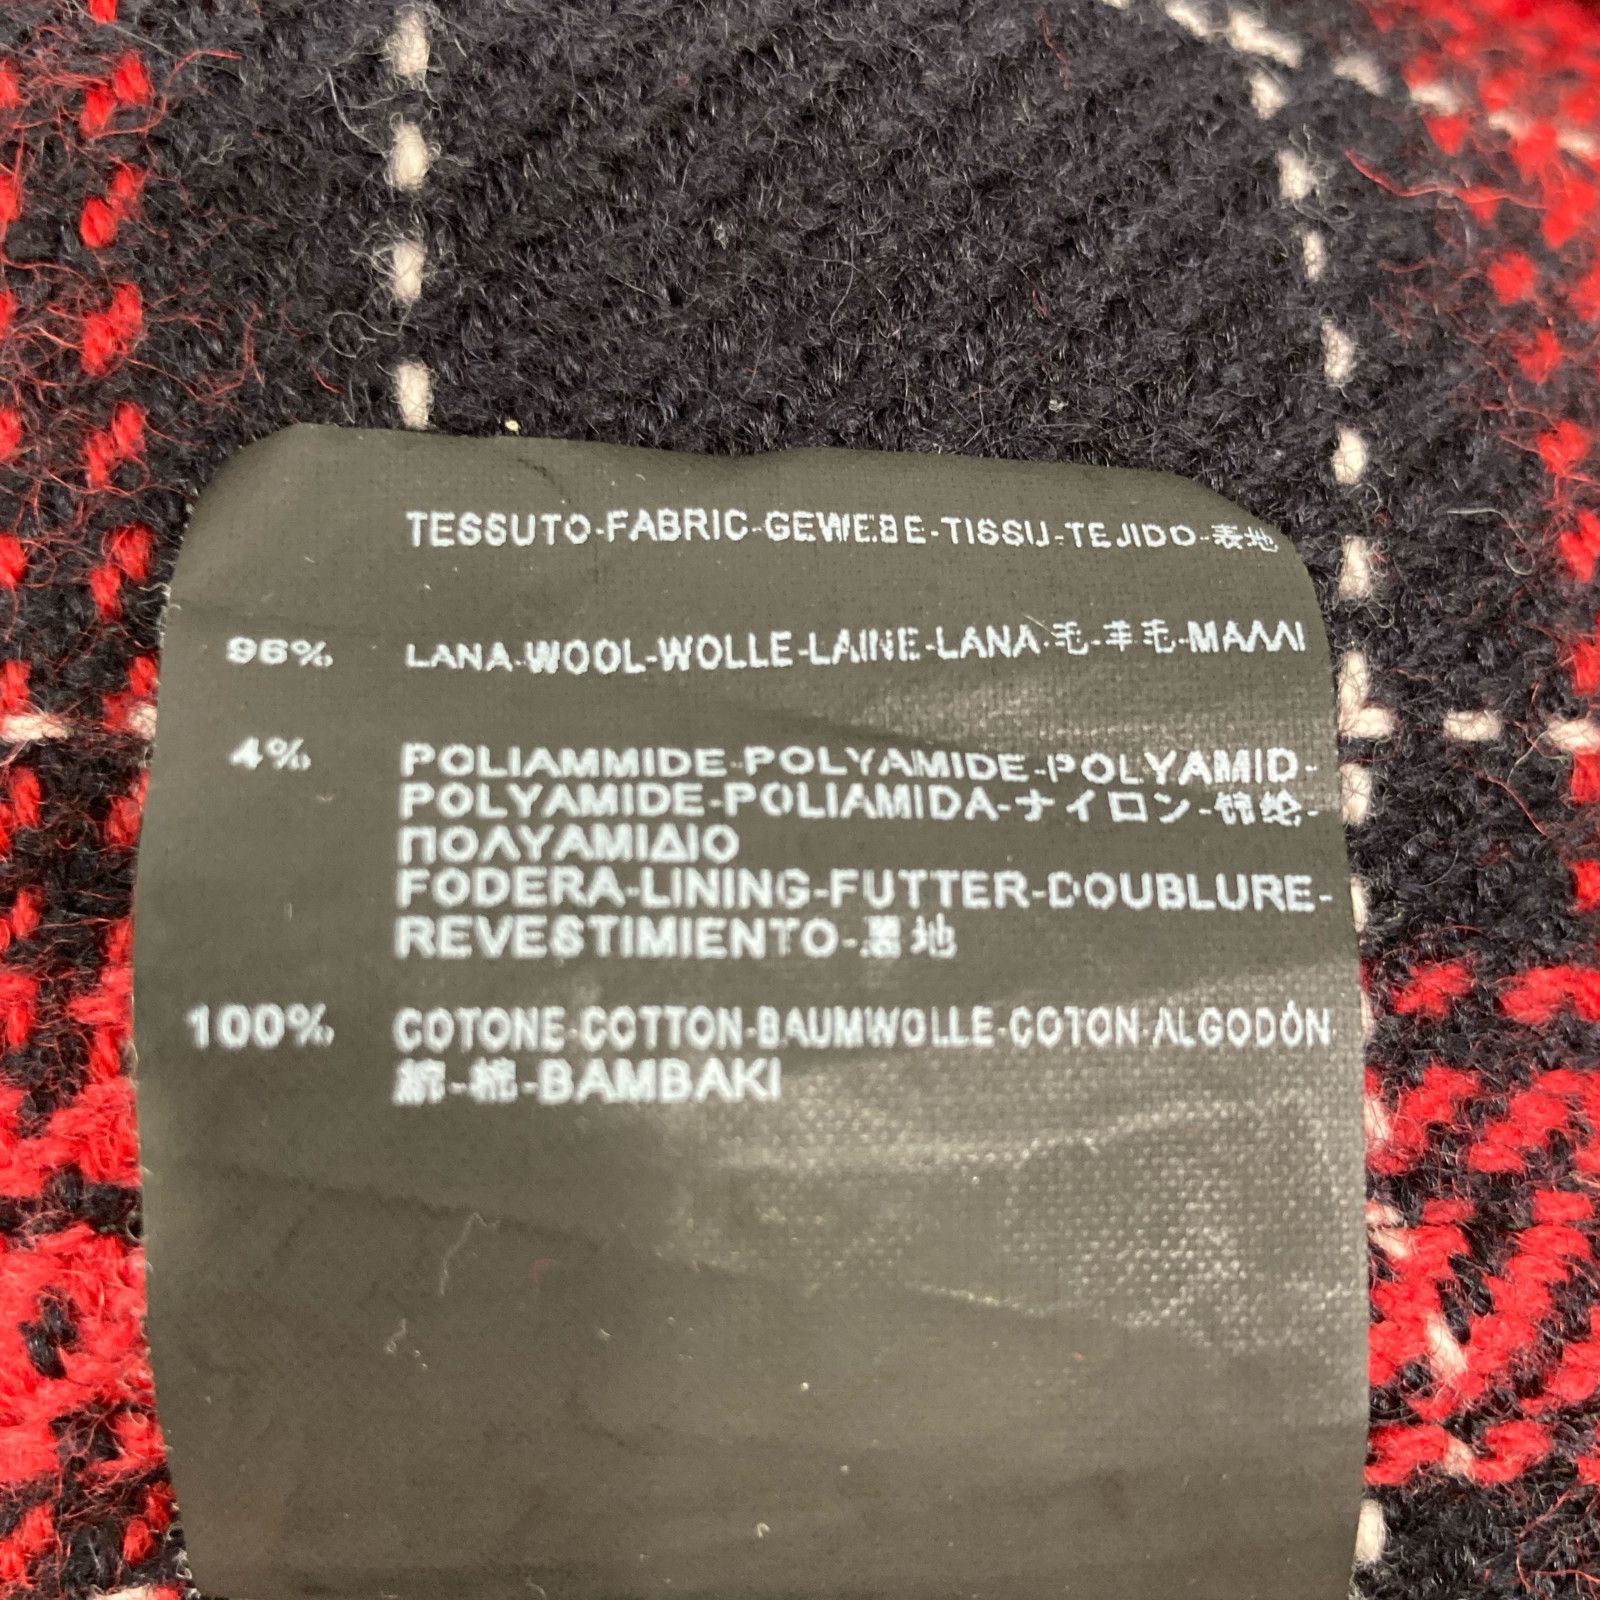 TESSUTO-FABRIC-GEWEBE-TISSU-TEJIDO-表地
96% LANA-WOOL-WOLLE-LAINE-LANA-毛-羊毛-ΜΑΛΛΙ
4% POLIAMMIDE-POLYAMIDE-POLYAMID-
POLYAMIDE-POLIAMIDA-ナイロン-锦纶-
ΠΟΛΥΑΜΙΔΙΟ
FODERA-LINING-FUTTER-DOUBLURE-
REVESTIMIENTO-裏地
100% COTONE-COTTON-BAUMWOLLE-COTON-ALGODÓN
綿-棉-BAMBAKI